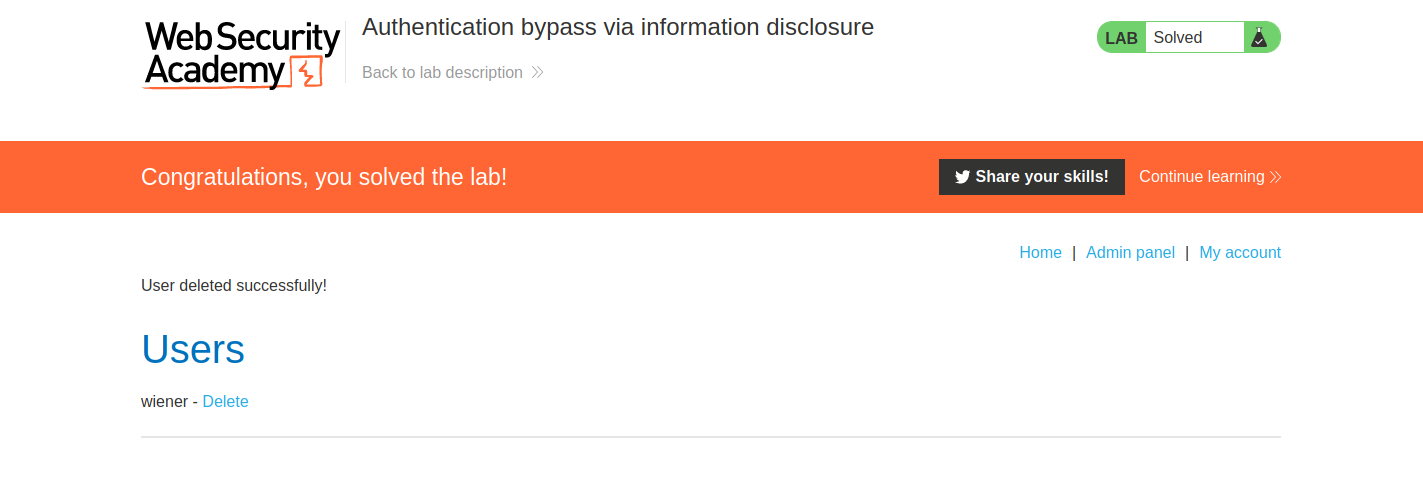 Web Security
Academy
Authentication bypass via information disclosure
Back to lab description
LAB Solved
Congratulations, you solved the lab!
Share your skills!
Continue learning
Home | Admin panel | My account
User deleted successfully!
Users
wiener - Delete